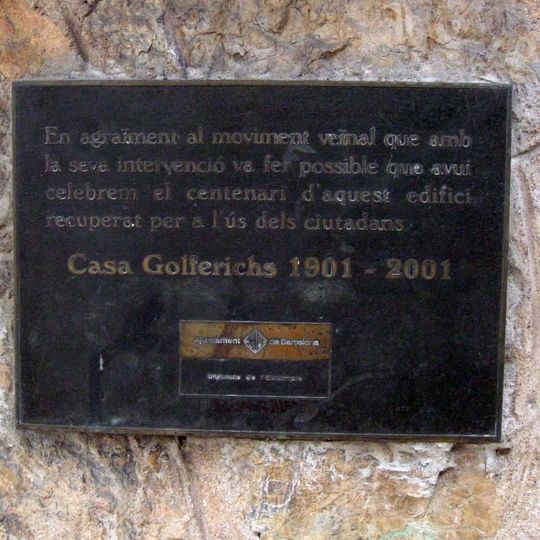 En agraïment al moviment veïnal que amb
la seva intervenció va fer possible que avui
celebrem el centenari d'aquest edifici
recuperat per a l'ús dels ciutadans.
Casa Golferichs 1901 - 2001
Ajuntament de Barcelona
Districte de l'Eixample